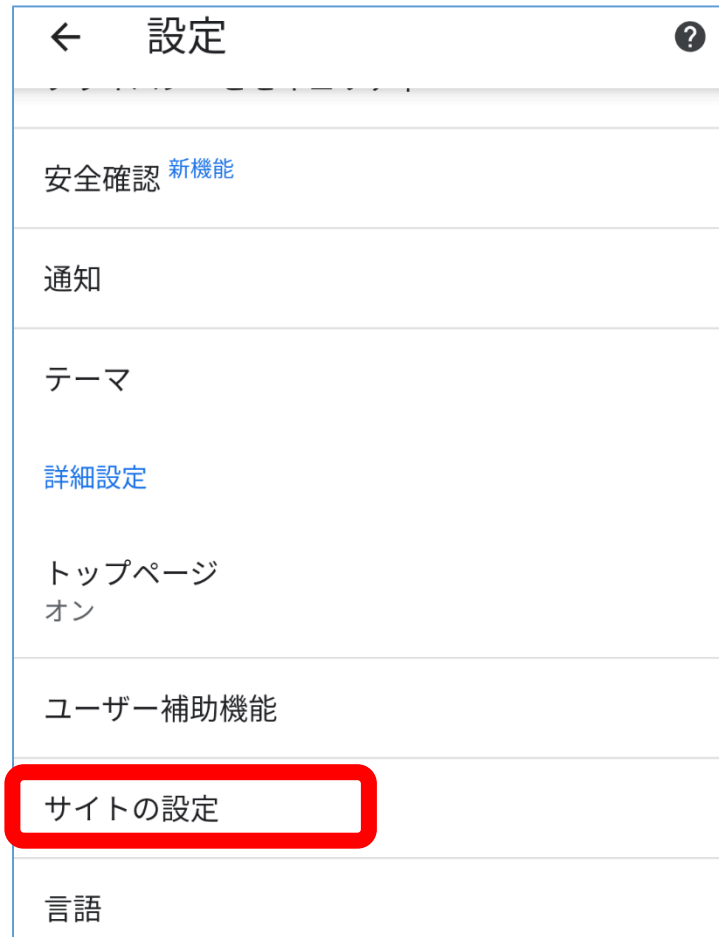 設定
安全確認 新機能
通知
テーマ
詳細設定
トップページ
オン
ユーザー補助機能
サイトの設定
言語